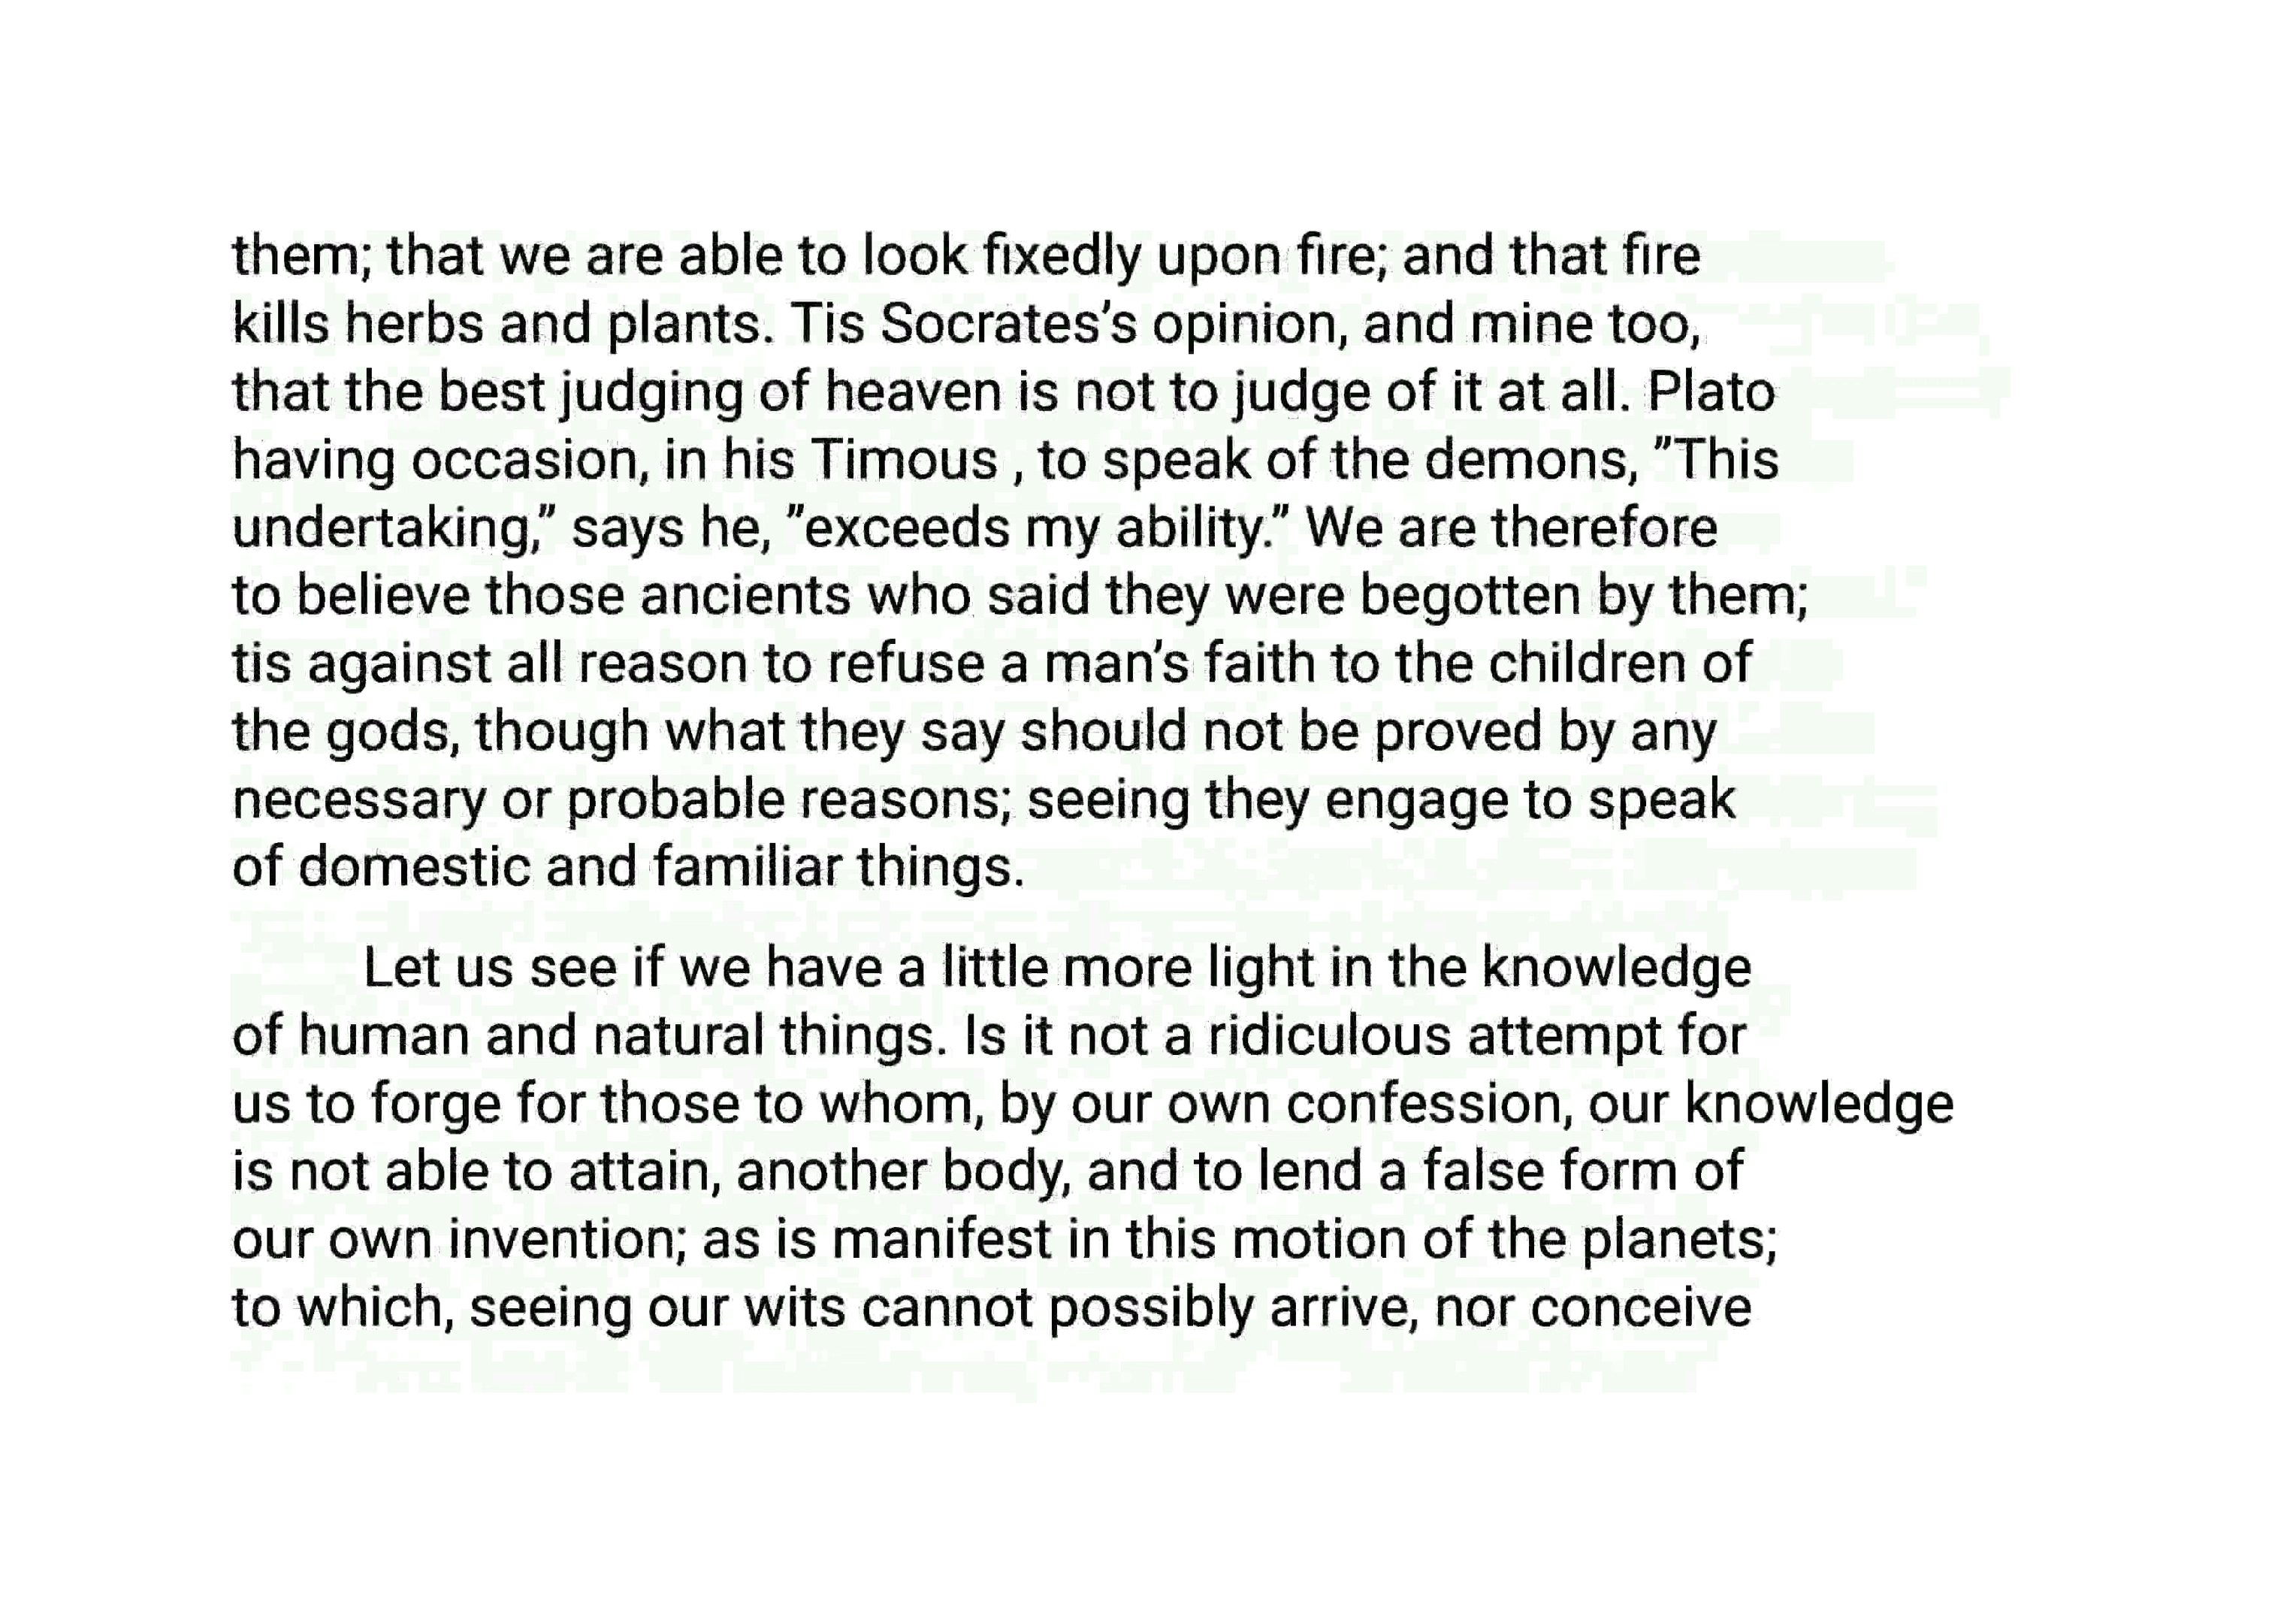 them; that we are able to look fixedly upon fire; and that fire
kills herbs and plants. Tis Socrates’s opinion, and mine too,
that the best judging of heaven is not to judge of it at all. Plato
having occasion, in his Timous , to speak of the demons, ”This
undertaking,” says he, ”exceeds my ability.” We are therefore
to believe those ancients who said they were begotten by them;
tis against all reason to refuse a man’s faith to the children of
the gods, though what they say should not be proved by any
necessary or probable reasons; seeing they engage to speak
of domestic and familiar things.
Let us see if we have a little more light in the knowledge
of human and natural things. Is it not a ridiculous attempt for
us to forge for those to whom, by our own confession, our knowledge
is not able to attain, another body, and to lend a false form of
our own invention; as is manifest in this motion of the planets;
to which, seeing our wits cannot possibly arrive, nor conceive